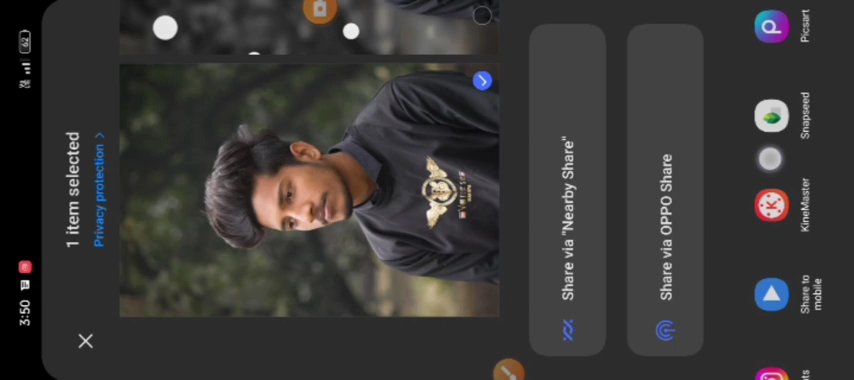 3:50
62
1 item selected
Privacy protection >
Share via "Nearby Share"
Share via OPPO Share
Picsart
Snapseed
KineMaster
Share to
mobile